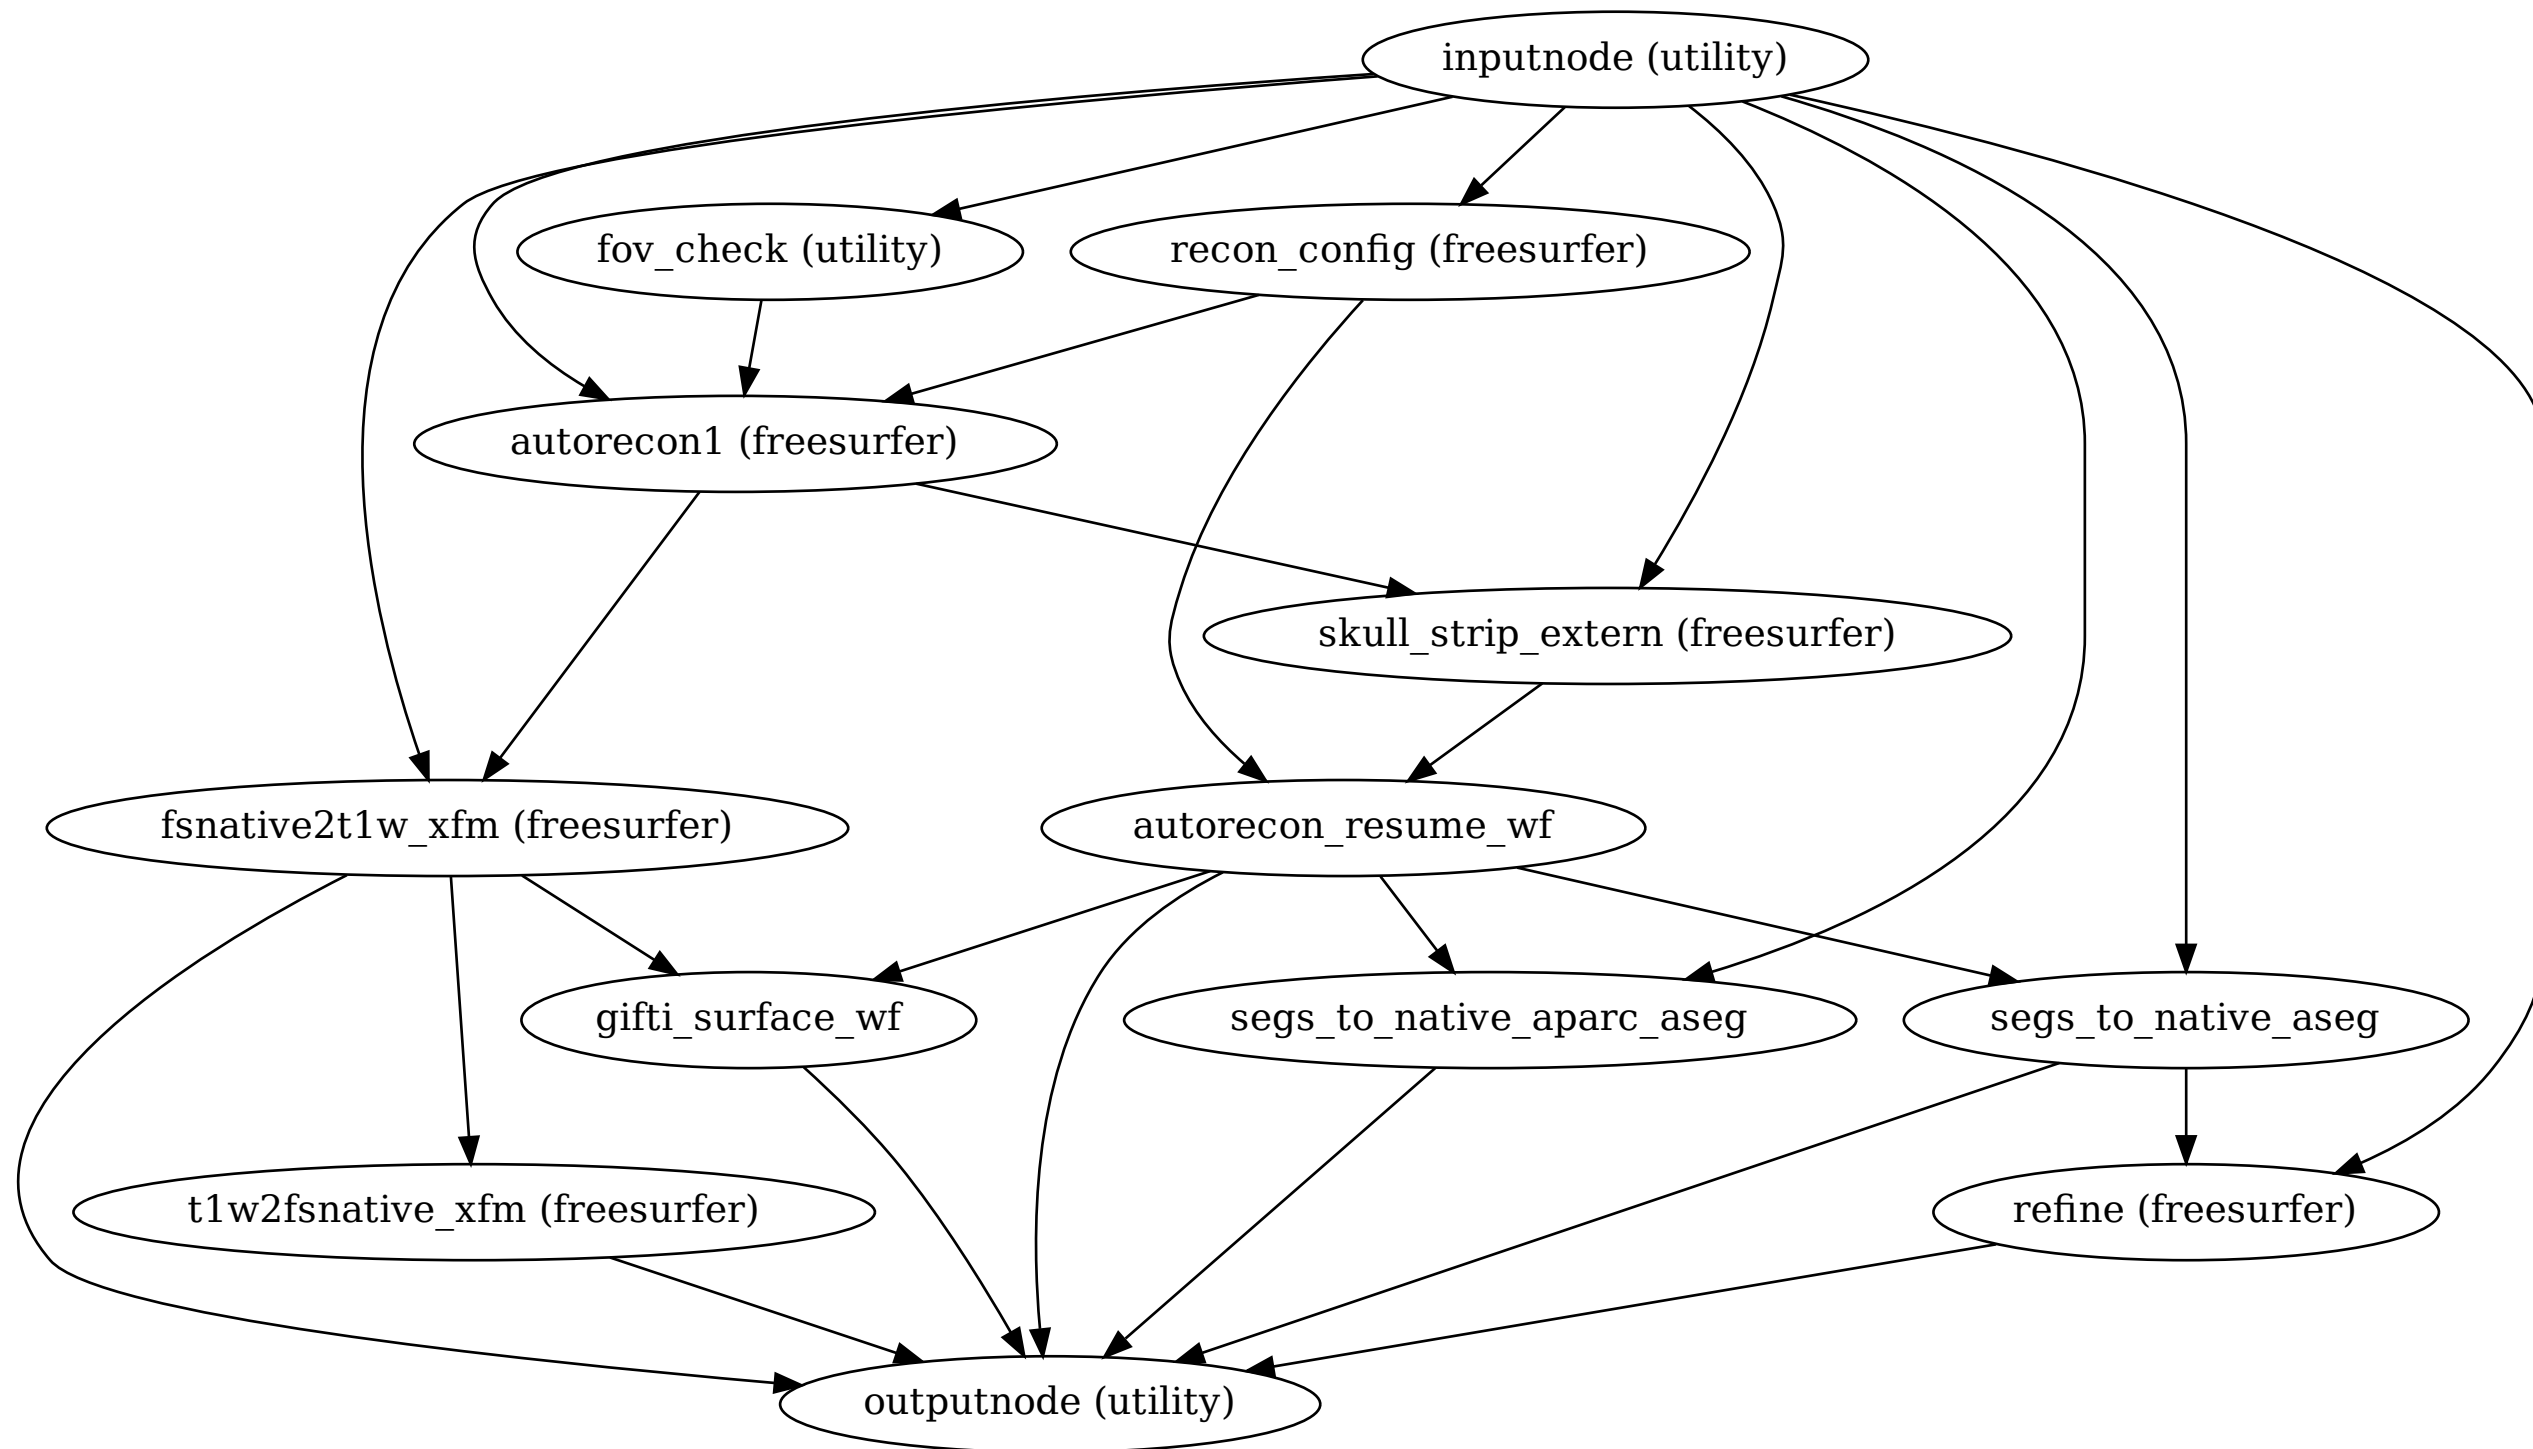 inputnode (utility)
fov_check (utility)
recon_config (freesurfer)
autorecon1 (freesurfer)
skull_strip_extern (freesurfer)
fsnative2t1w_xfm (freesurfer)
autorecon_resume_wf
gifti_surface_wf
segs_to_native_aparc_aseg
segs_to_native_aseg
t1w2fsnative_xfm (freesurfer)
refine (freesurfer)
outputnode (utility)